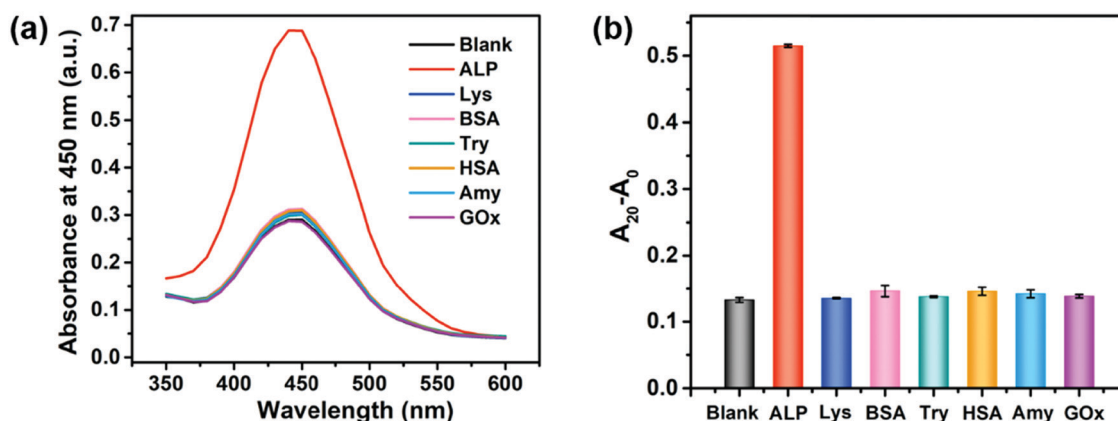 (a)
Absorbance at 450 nm (a.u.)
0.7
0.6
0.5
0.4
0.3
0.2
0.1
0.0
350 400 450 500 550 600
Wavelength (nm)
Blank
ALP
Lys
BSA
Try
HSA
Amy
GOx
(b)
A20-A0
0.5
0.4
0.3
0.2
0.1
0.0
Blank ALP Lys BSA Try HSA Amy GOx